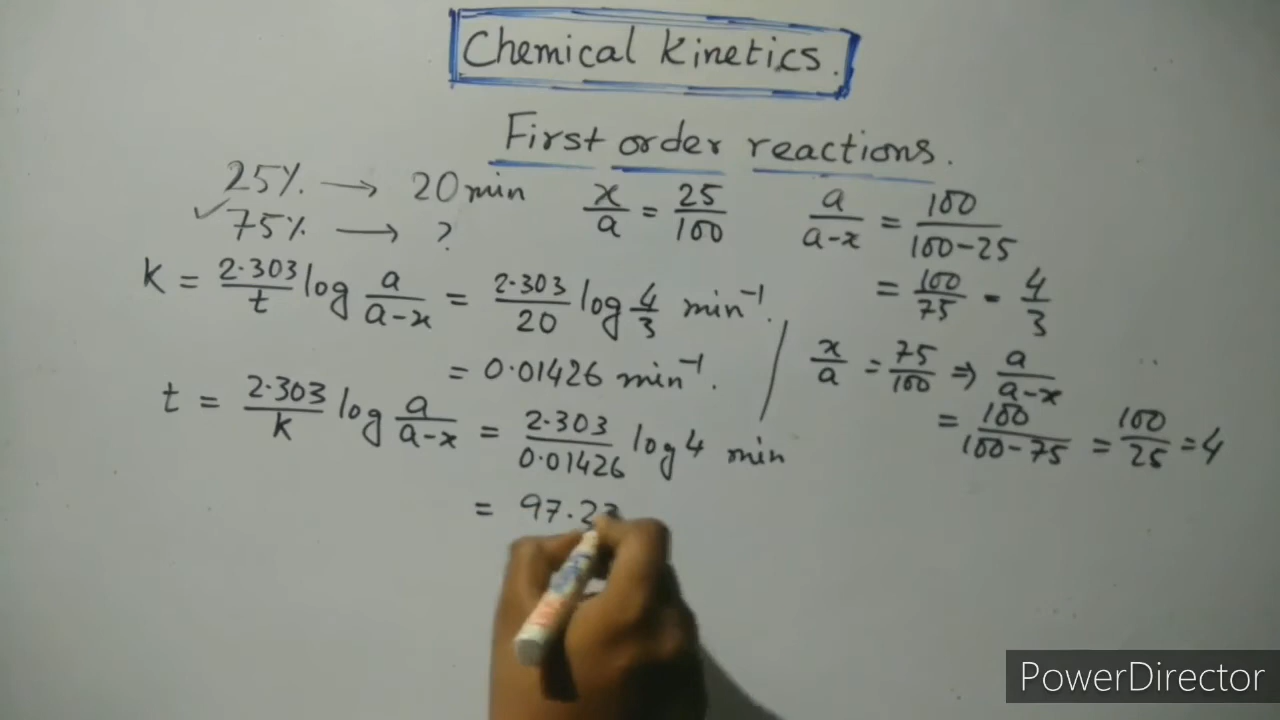 Chemical Kinetics.
First order reactions.
25% → 20 min
✓75% → ?
x/a = 25/100
a/a-x = 100/100-25
= 100/75 - 4/3
K = 2.303/t log a/a-x = 2.303/20 log 4/3 min⁻¹.
= 0.01426 min⁻¹.
x/a = 75/100 ⇒ a/a-x
= 100/100-75 = 100/25 = 4
t = 2.303/K log a/a-x = 2.303/0.01426 log 4 min
= 97.2
PowerDirector